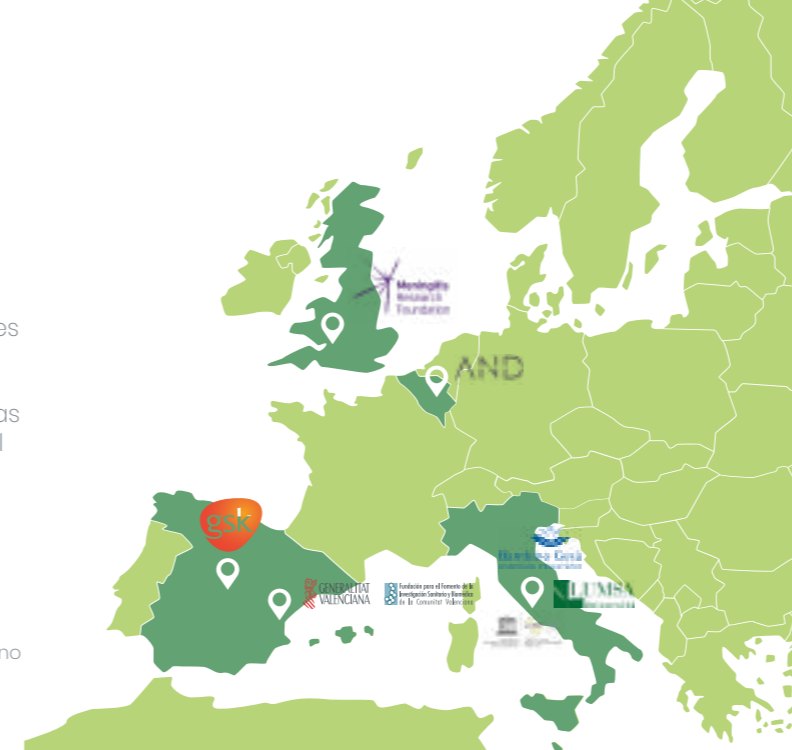 es
as
l
no
Meningitis
Research
Foundation
AND
gsk
GENERALITAT
VALENCIANA
Fundación para el Fomento de la
Investigación Sanitaria y Biomédica
de la Comunitat Valenciana
LUMSA
Università